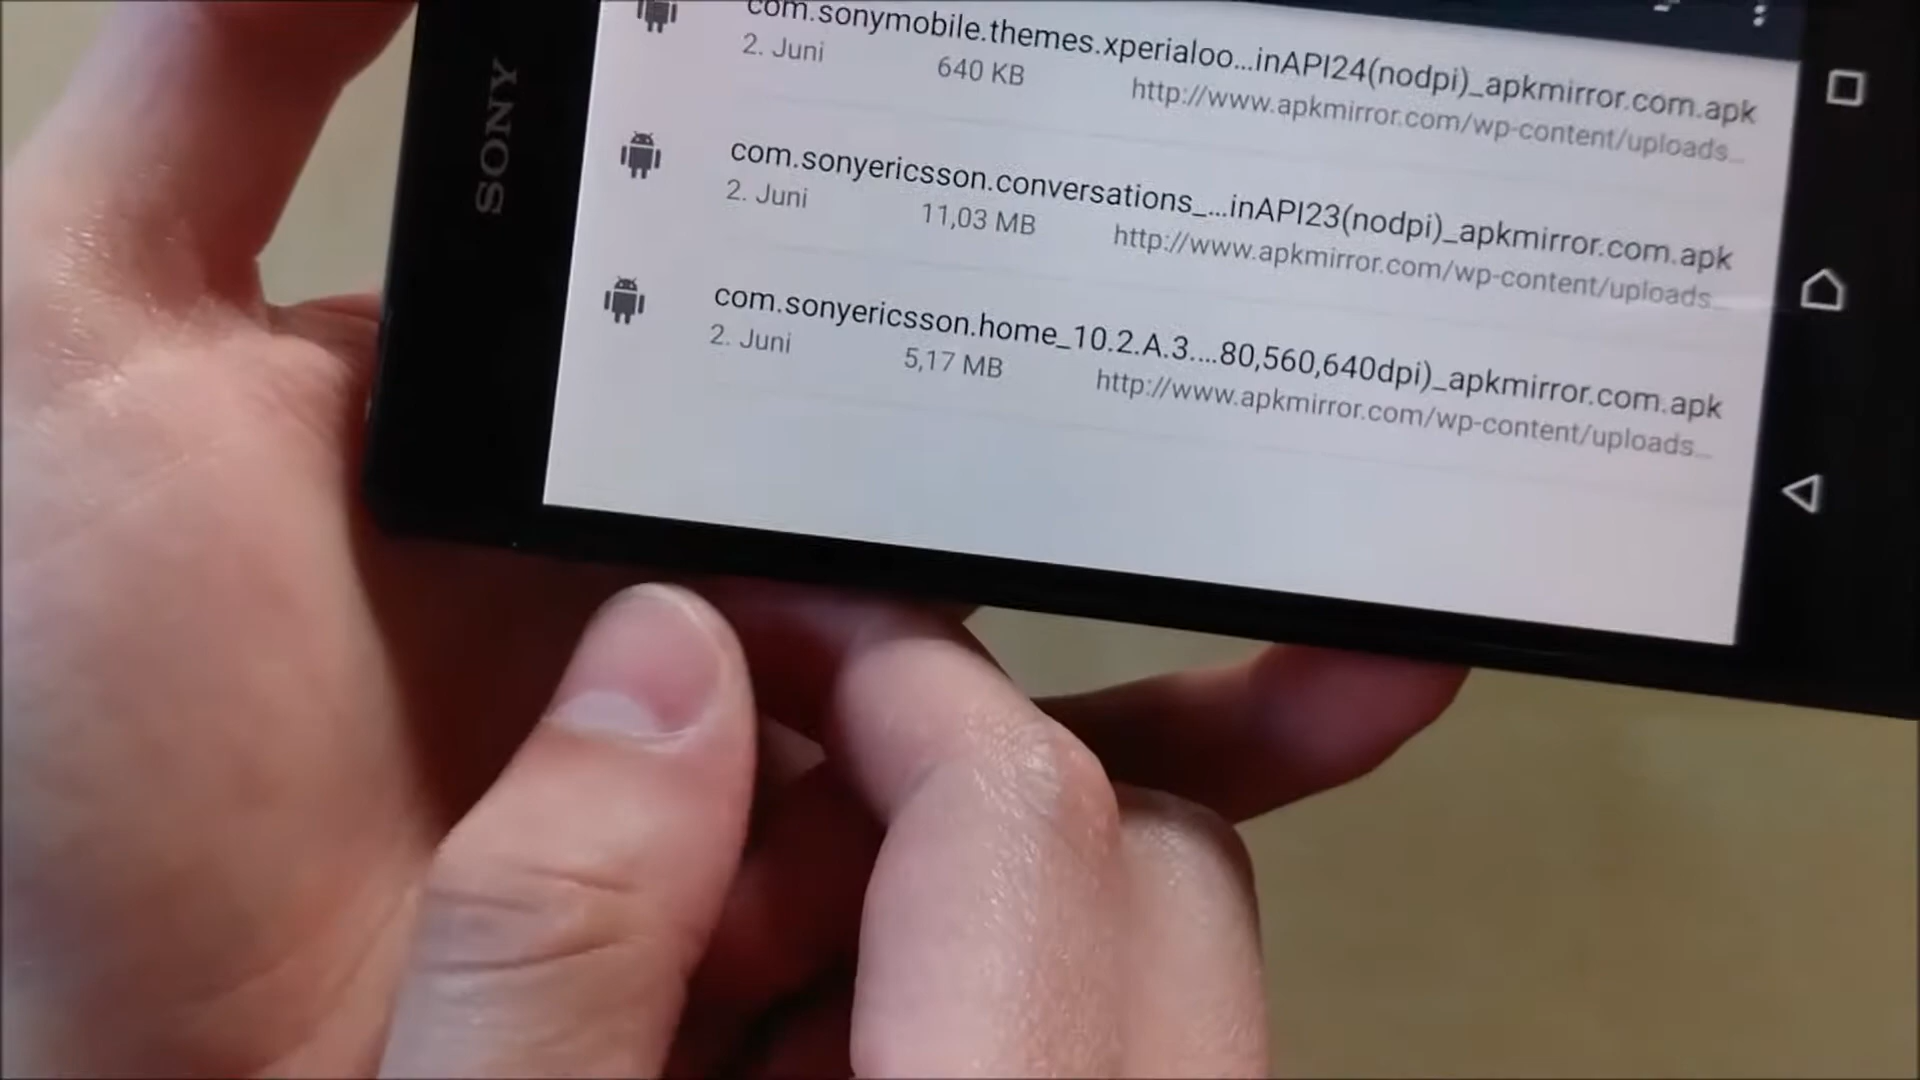 SONY
com.sonymobile.themes.xperialoo...inAPI24(nodpi)_apkmirror.com.apk
2. Juni 640 KB http://www.apkmirror.com/wp-content/uploads...
com.sonyericsson.conversations_...inAPI23(nodpi)_apkmirror.com.apk
2. Juni 11,03 MB http://www.apkmirror.com/wp-content/uploads...
com.sonyericsson.home_10.2.A.3....80,560,640dpi)_apkmirror.com.apk
2. Juni 5,17 MB http://www.apkmirror.com/wp-content/uploads...